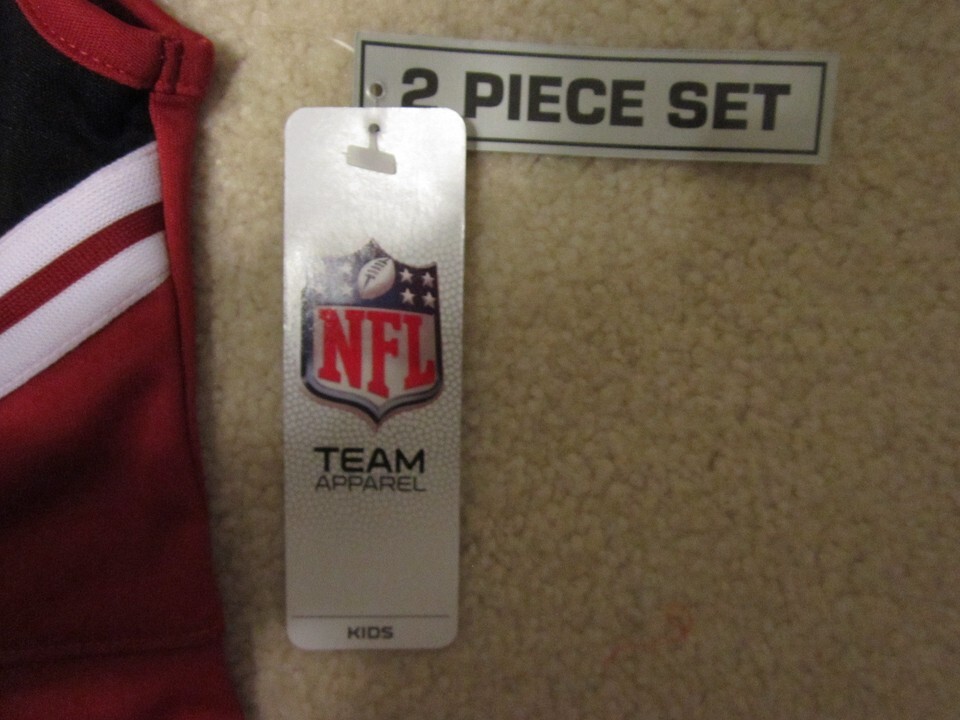 2 PIECE SET
NFL
TEAM
APPAREL
KIDS